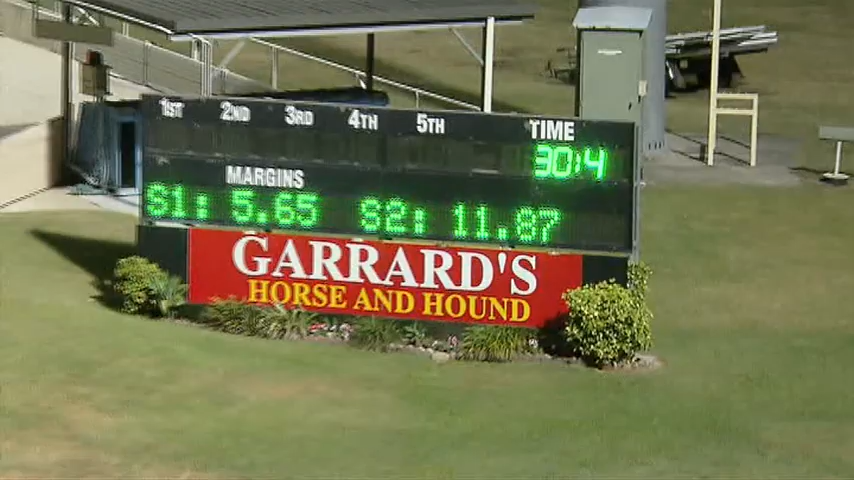 1ST 2ND 3RD 4TH 5TH TIME
30:4
MARGINS
S1: 5.65 S2: 11.87
GARRARD'S
HORSE AND HOUND